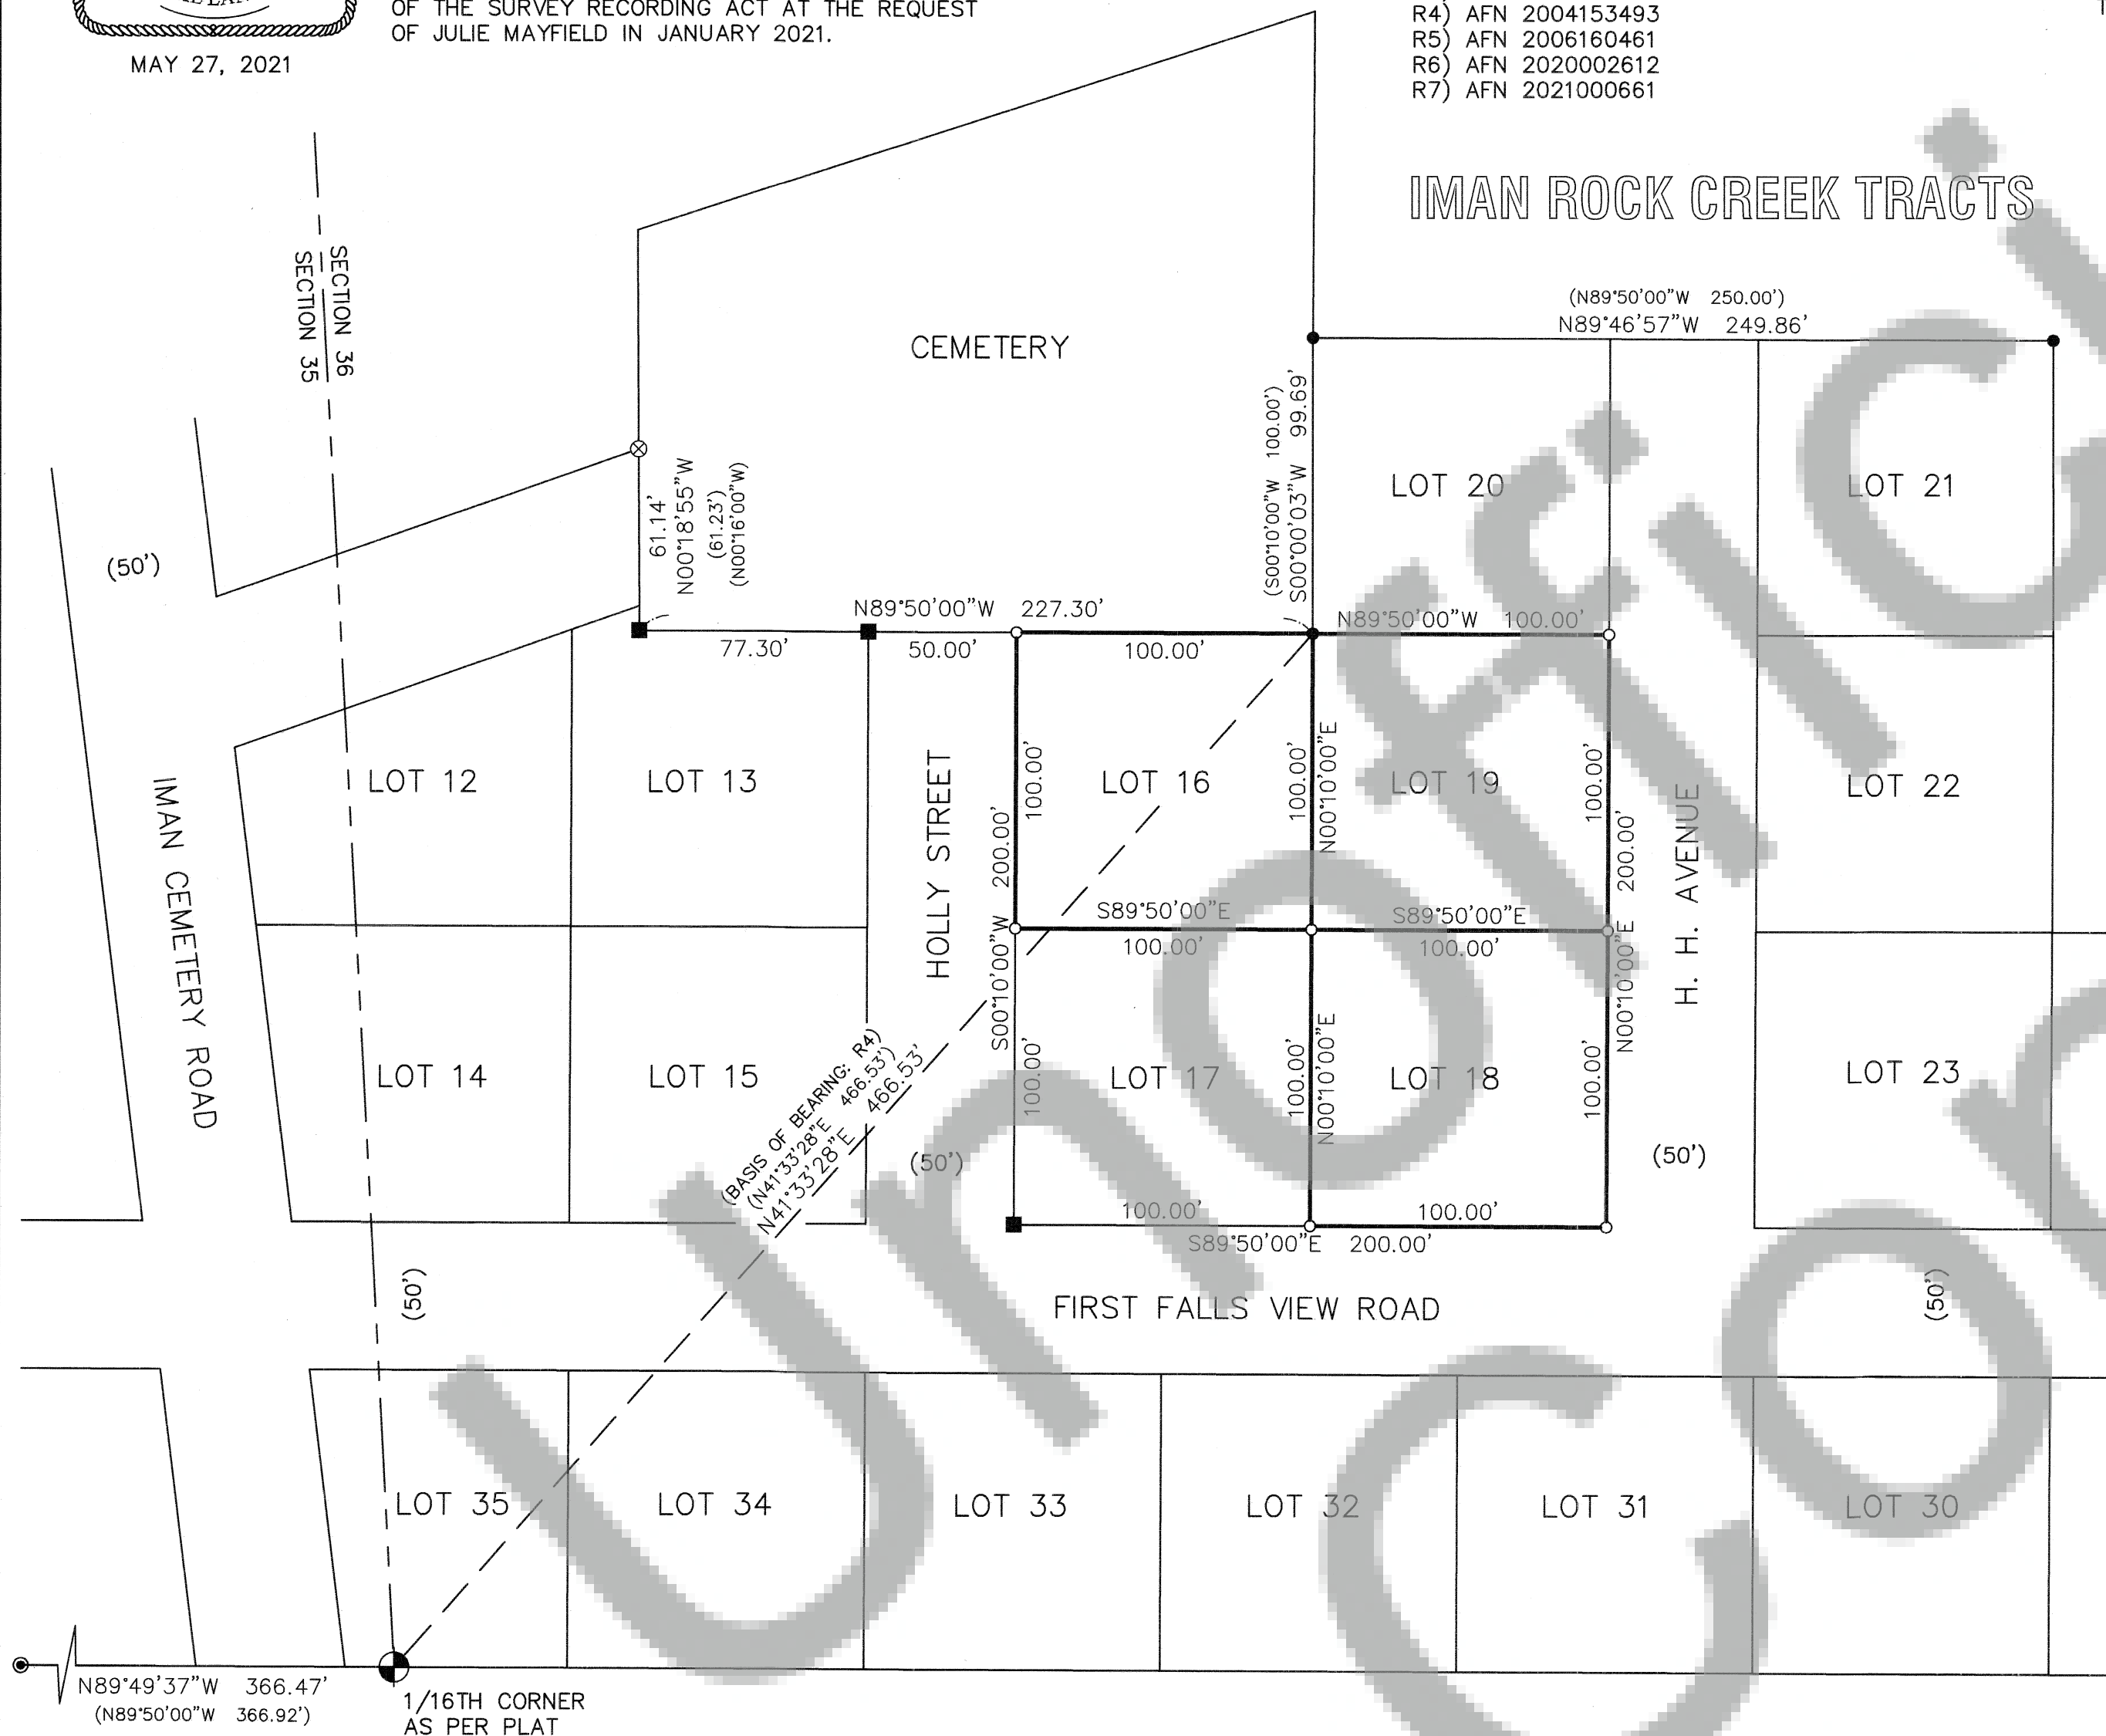 OF THE SURVEY RECORDING ACT AT THE REQUEST
OF JULIE MAYFIELD IN JANUARY 2021.
MAY 27, 2021
R4) AFN 2004153493
R5) AFN 2006160461
R6) AFN 2020002612
R7) AFN 2021000661
IMAN ROCK CREEK TRACTS
SECTION 36
SECTION 35
CEMETERY
(N89°50'00"W 250.00')
N89°46'57"W 249.86'
(S00°10'00"W 100.00')
S00°00'03"W 99.69'
LOT 20
LOT 21
61.14'
N00°18'55"W
(61.23')
(N00°16'00"W)
(50')
N89°50'00"W 227.30'
N89°50'00"W 100.00'
77.30'
50.00'
100.00'
IMAN CEMETERY ROAD
LOT 12
LOT 13
HOLLY STREET
100.00'
200.00'
S00°10'00"W
100.00'
LOT 16
100.00'
N00°10'00"E
LOT 19
100.00'
200.00'
N00°10'00"E
H. H. AVENUE
LOT 22
S89°50'00"E
100.00'
S89°50'00"E
100.00'
LOT 14
LOT 15
(BASIS OF BEARING: R4)
(N41°33'28"E 466.53')
N41°33'28"E 466.53'
LOT 17
100.00'
N00°10'00"E
LOT 18
100.00'
LOT 23
(50')
(50')
100.00'
100.00'
S89°50'00"E 200.00'
(50')
FIRST FALLS VIEW ROAD
(50')
LOT 35
LOT 34
LOT 33
LOT 32
LOT 31
LOT 30
N89°49'37"W 366.47'
(N89°50'00"W 366.92')
1/16TH CORNER
AS PER PLAT
Unofficial